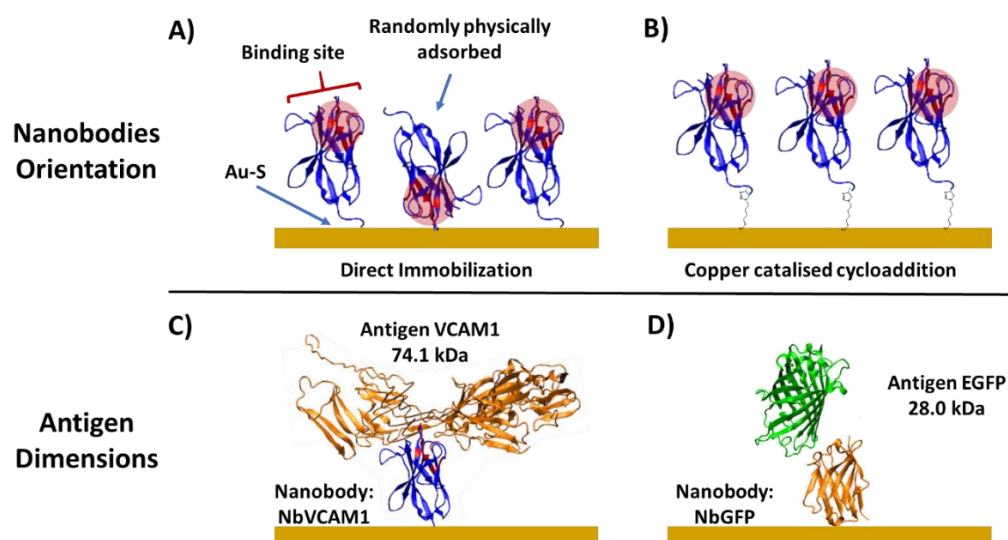 A)
Randomly physically
adsorbed
Binding site
Au-S
Direct Immobilization
B)
Copper catalised cycloaddition
Nanobodies
Orientation
C)
Antigen VCAM1
74.1 kDa
Nanobody:
NbVCAM1
D)
Antigen EGFP
28.0 kDa
Nanobody:
NbGFP
Antigen
Dimensions